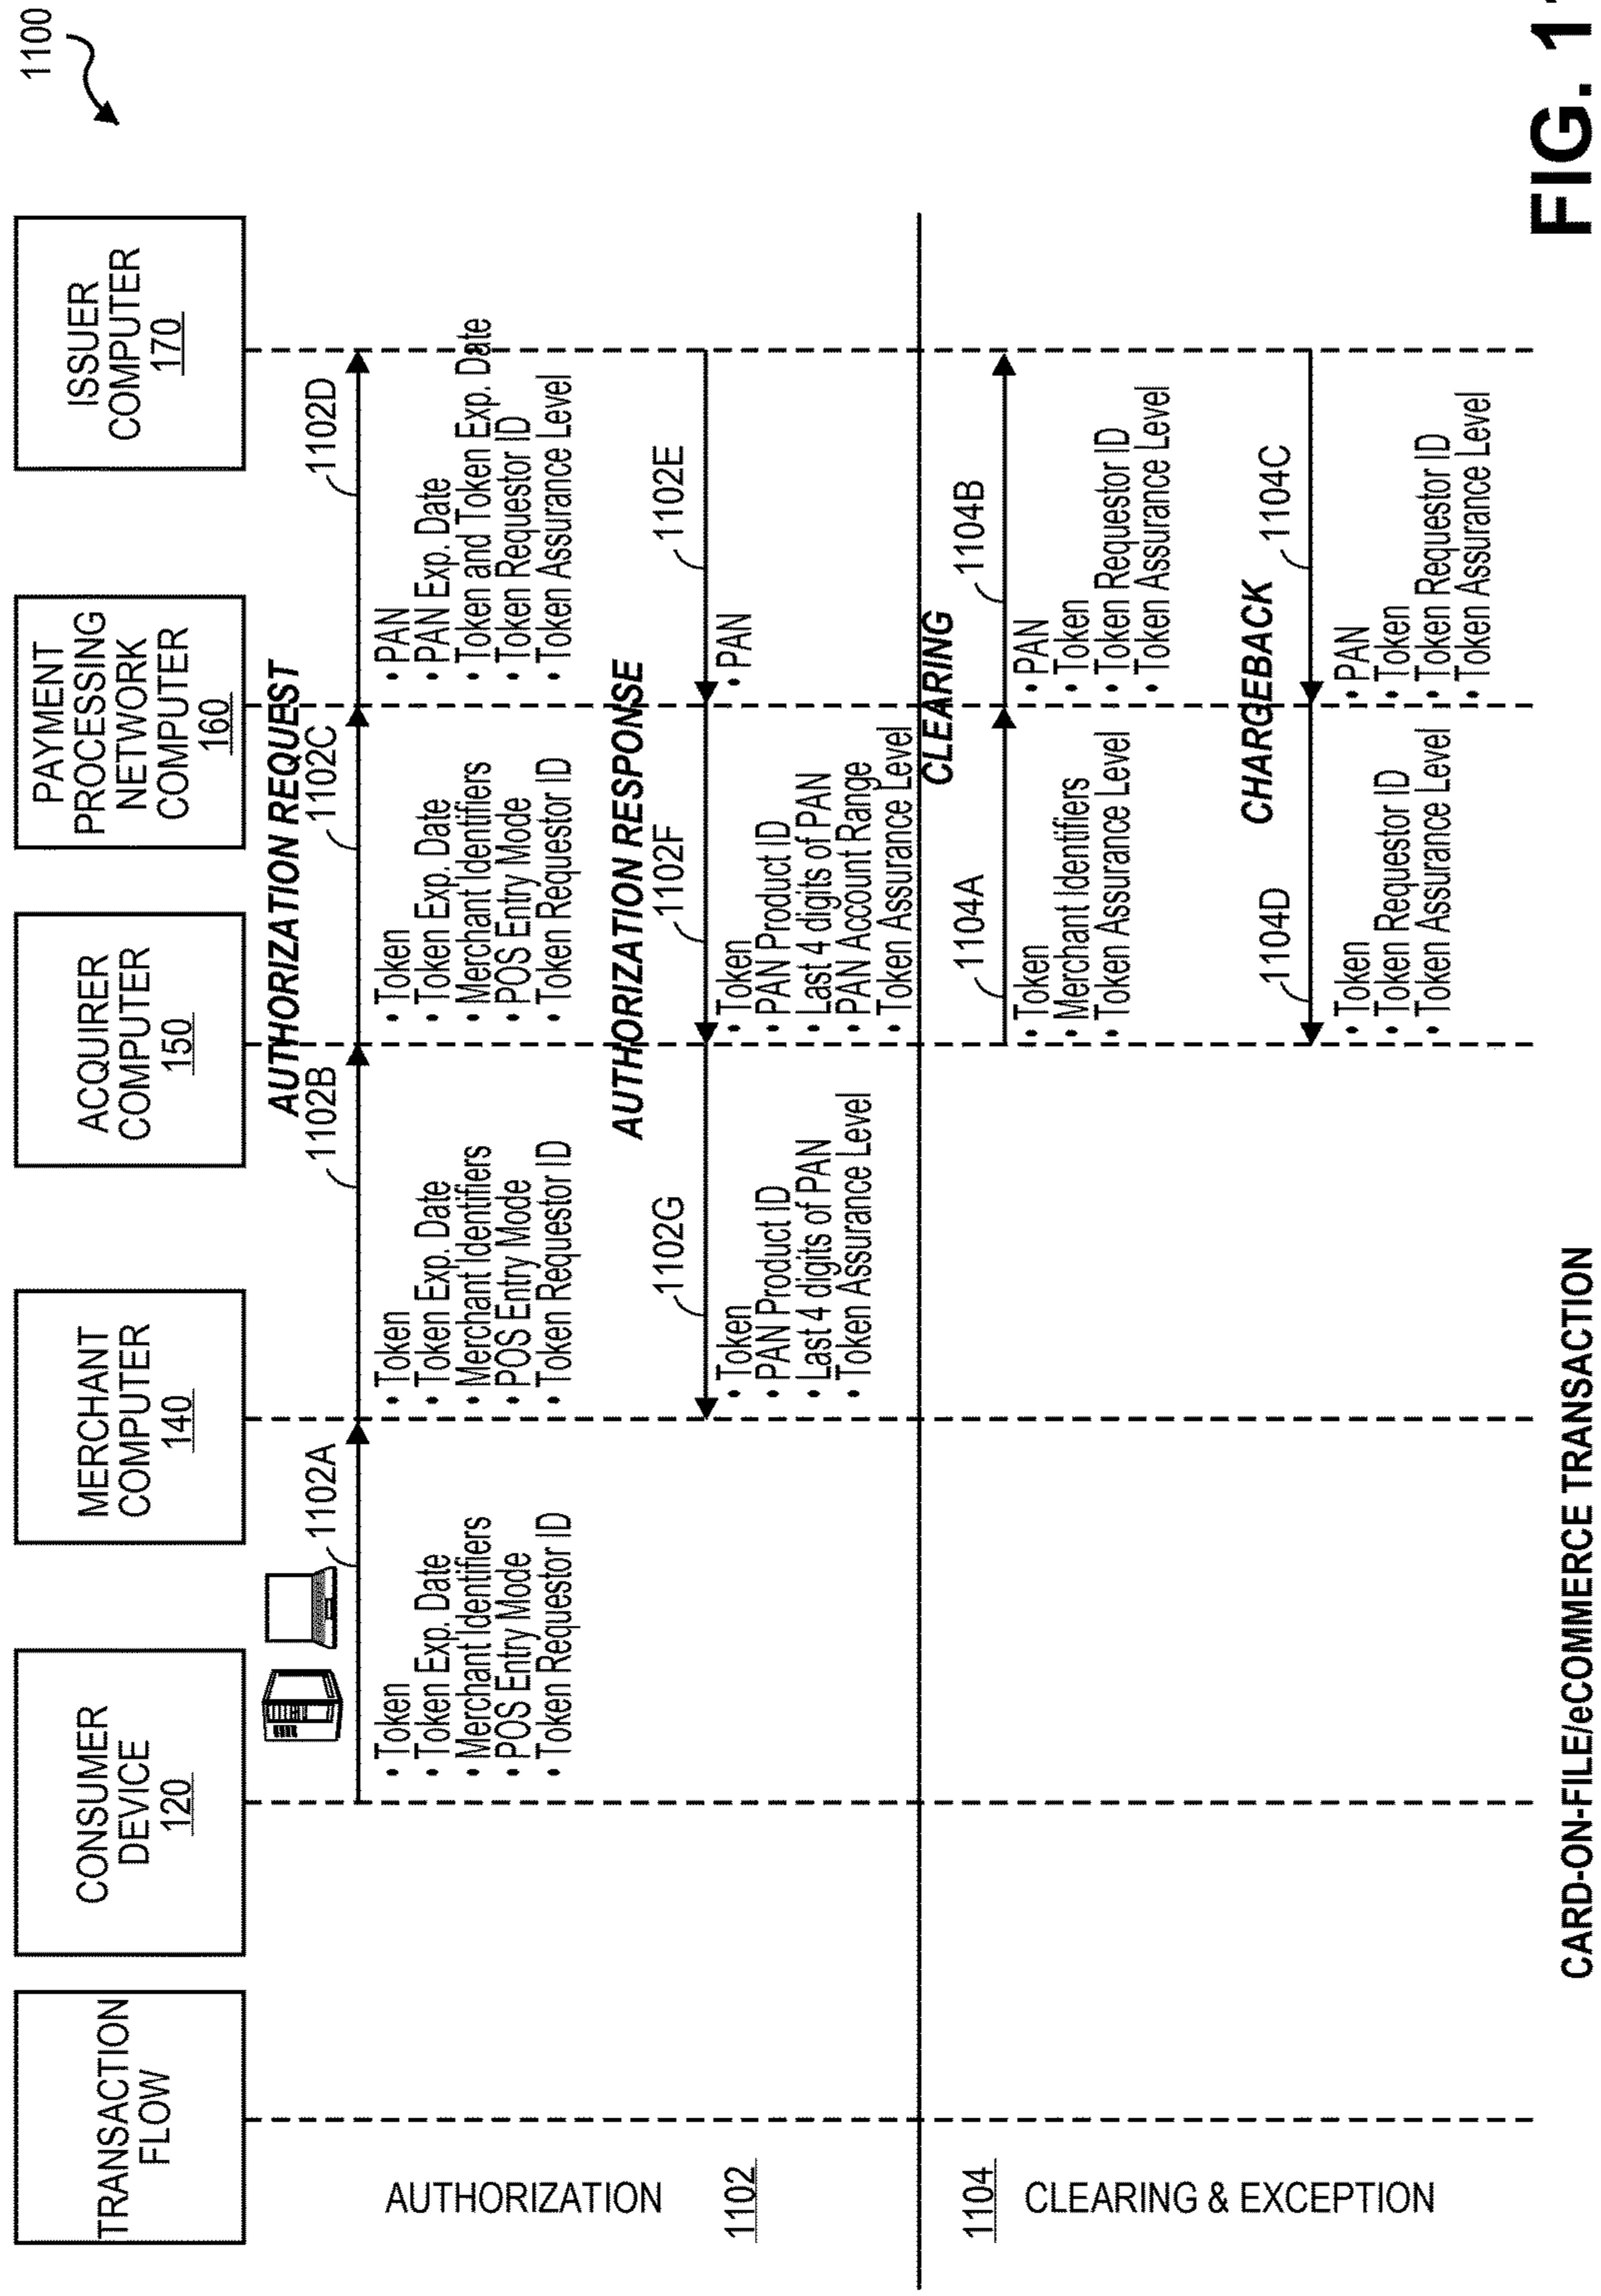 1100
TRANSACTION
FLOW
CONSUMER
DEVICE
120
MERCHANT
COMPUTER
140
ACQUIRER
COMPUTER
150
PAYMENT
PROCESSING
NETWORK
COMPUTER
160
ISSUER
COMPUTER
170
AUTHORIZATION
1102
AUTHORIZATION REQUEST
1102A
• Token
• Token Exp. Date
• Merchant Identifiers
• POS Entry Mode
• Token Requestor ID
1102B
• Token
• Token Exp. Date
• Merchant Identifiers
• POS Entry Mode
• Token Requestor ID
1102C
• Token
• Token Exp. Date
• Merchant Identifiers
• POS Entry Mode
• Token Requestor ID
1102D
• PAN
• PAN Exp. Date
• Token and Token Exp. Date
• Token Requestor ID
• Token Assurance Level
AUTHORIZATION RESPONSE
1102G
• Token
• PAN Product ID
• Last 4 digits of PAN
• Token Assurance Level
1102F
• Token
• PAN Product ID
• Last 4 digits of PAN
• PAN Account Range
• Token Assurance Level
1102E
• PAN
1104
CLEARING & EXCEPTION
CLEARING
1104A
• Token
• Merchant Identifiers
• Token Assurance Level
1104B
• PAN
• Token
• Token Requestor ID
• Token Assurance Level
CHARGEBACK
1104D
• Token
• Token Requestor ID
• Token Assurance Level
1104C
• PAN
• Token
• Token Requestor ID
• Token Assurance Level
CARD-ON-FILE/eCOMMERCE TRANSACTION
FIG. 11